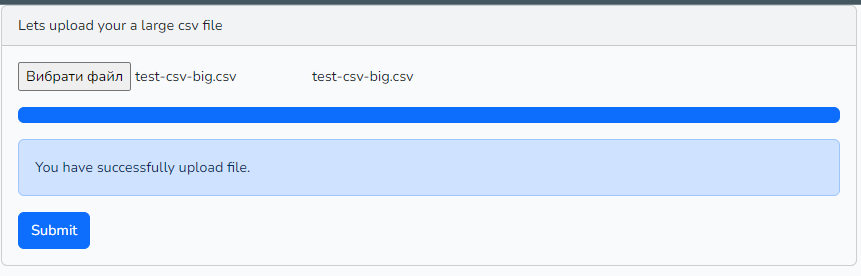 Lets upload your a large csv file
Вибрати файл test-csv-big.csv test-csv-big.csv
You have successfully upload file.
Submit